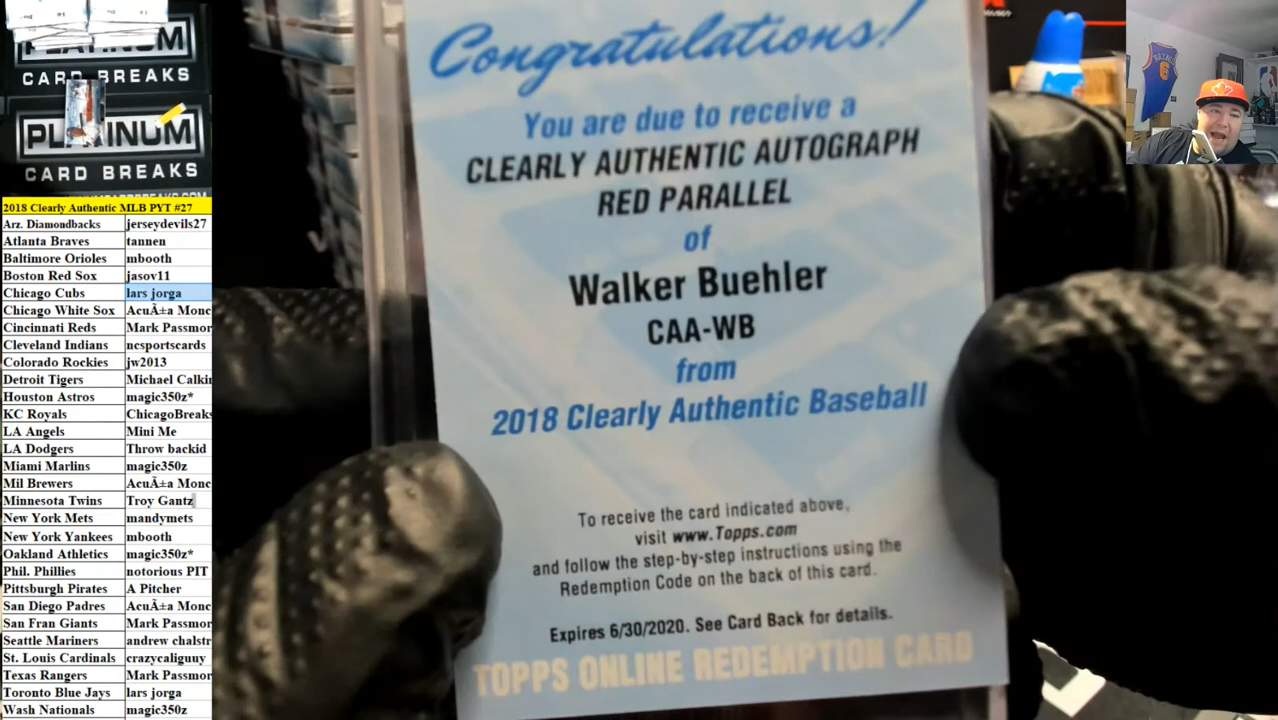 PLATINUM
CARD BREAKS
PLATINUM
CARD BREAKS
2018 Clearly Authentic MLB PYT #27
Arz. Diamondbacks jerseydevils27
Atlanta Braves tannen
Baltimore Orioles mbooth
Boston Red Sox jasov11
Chicago Cubs lars jorga
Chicago White Sox AcuÃ±a Monc
Cincinnati Reds Mark Passmor
Cleveland Indians ncsportscards
Colorado Rockies jw2013
Detroit Tigers Michael Calkin
Houston Astros magic350z*
KC Royals ChicagoBreaks
LA Angels Mini Me
LA Dodgers Throw backid
Miami Marlins magic350z
Mil Brewers AcuÃ±a Monc
Minnesota Twins Troy Gantz
New York Mets mandymets
New York Yankees mbooth
Oakland Athletics magic350z*
Phil. Phillies notorious PIT
Pittsburgh Pirates A Pitcher
San Diego Padres AcuÃ±a Monc
San Fran Giants Mark Passmor
Seattle Mariners andrew chalstr
St. Louis Cardinals crazycaliguuy
Texas Rangers Mark Passmor
Toronto Blue Jays lars jorga
Wash Nationals magic350z
Congratulations!
You are due to receive a
CLEARLY AUTHENTIC AUTOGRAPH
RED PARALLEL
of
Walker Buehler
CAA-WB
from
2018 Clearly Authentic Baseball
To receive the card indicated above,
visit www.Topps.com
and follow the step-by-step instructions using the
Redemption Code on the back of this card.
Expires 6/30/2020. See Card Back for details.
TOPPS ONLINE REDEMPTION CARD
6